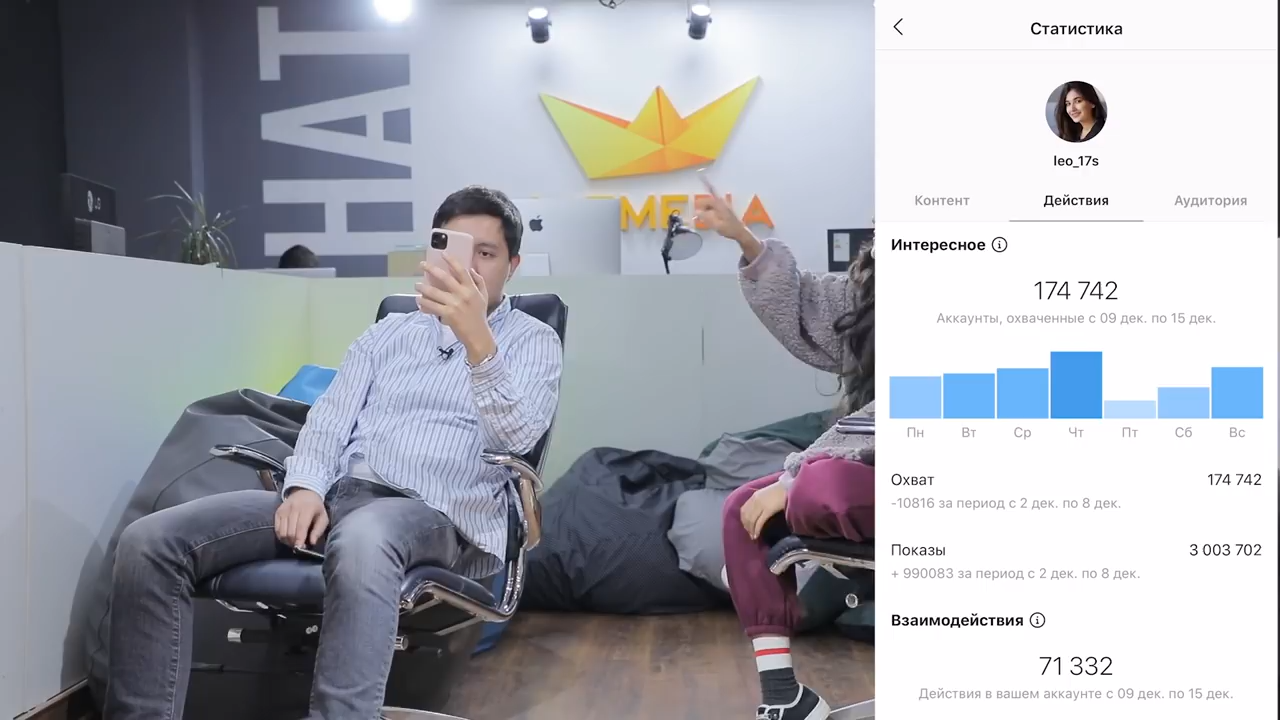 HAT
MEDIA
Статистика
leo_17s
Контент
Действия
Аудитория
Интересное
174 742
Аккаунты, охваченные с 09 дек. по 15 дек.
Пн
Вт
Ср
Чт
Пт
Сб
Вс
Охват
174 742
-10816 за период с 2 дек. по 8 дек.
Показы
3 003 702
+ 990083 за период с 2 дек. по 8 дек.
Взаимодействия
71 332
Действия в вашем аккаунте с 09 дек. по 15 дек.